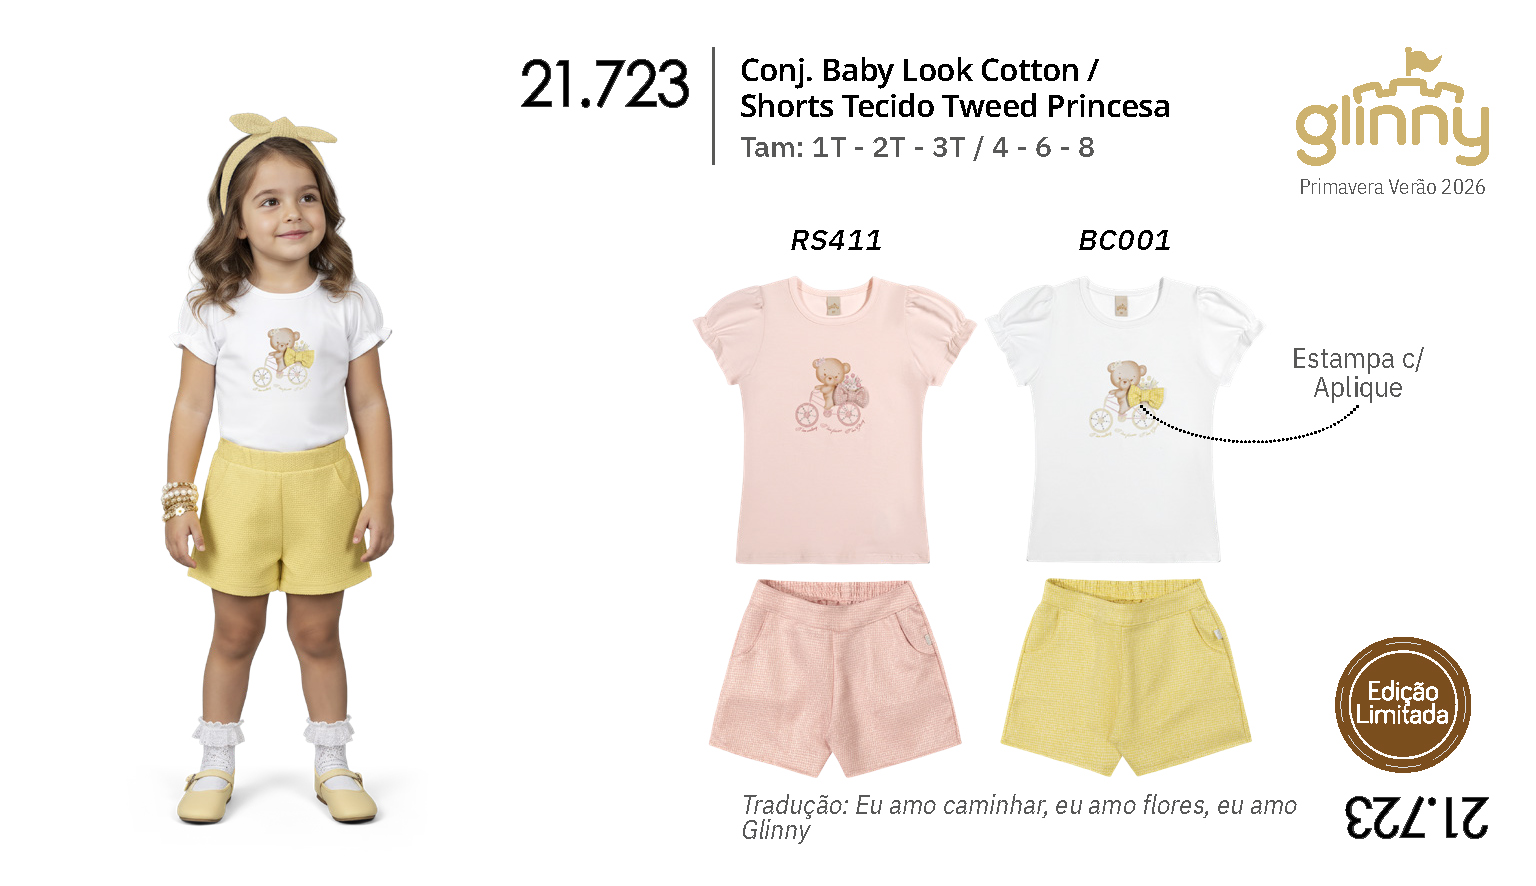 21.723
Conj. Baby Look Cotton /
Shorts Tecido Tweed Princesa
Tam: 1T - 2T - 3T / 4 - 6 - 8
glinny
Primavera Verão 2026
RS411
BC001
Estampa c/
Aplique
Edição
Limitada
Tradução: Eu amo caminhar, eu amo flores, eu amo
Glinny
21.723